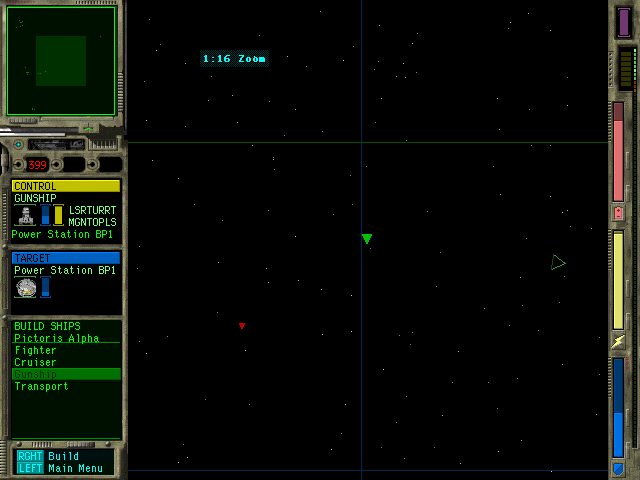 1:16 Zoom
399
CONTROL
GUNSHIP
LSRTURRT
MGNTOPLS
Power Station BP1
TARGET
Power Station BP1
BUILD SHIPS
Pictoris Alpha
Fighter
Cruiser
Gunship
Transport
RGHT Build
LEFT Main Menu